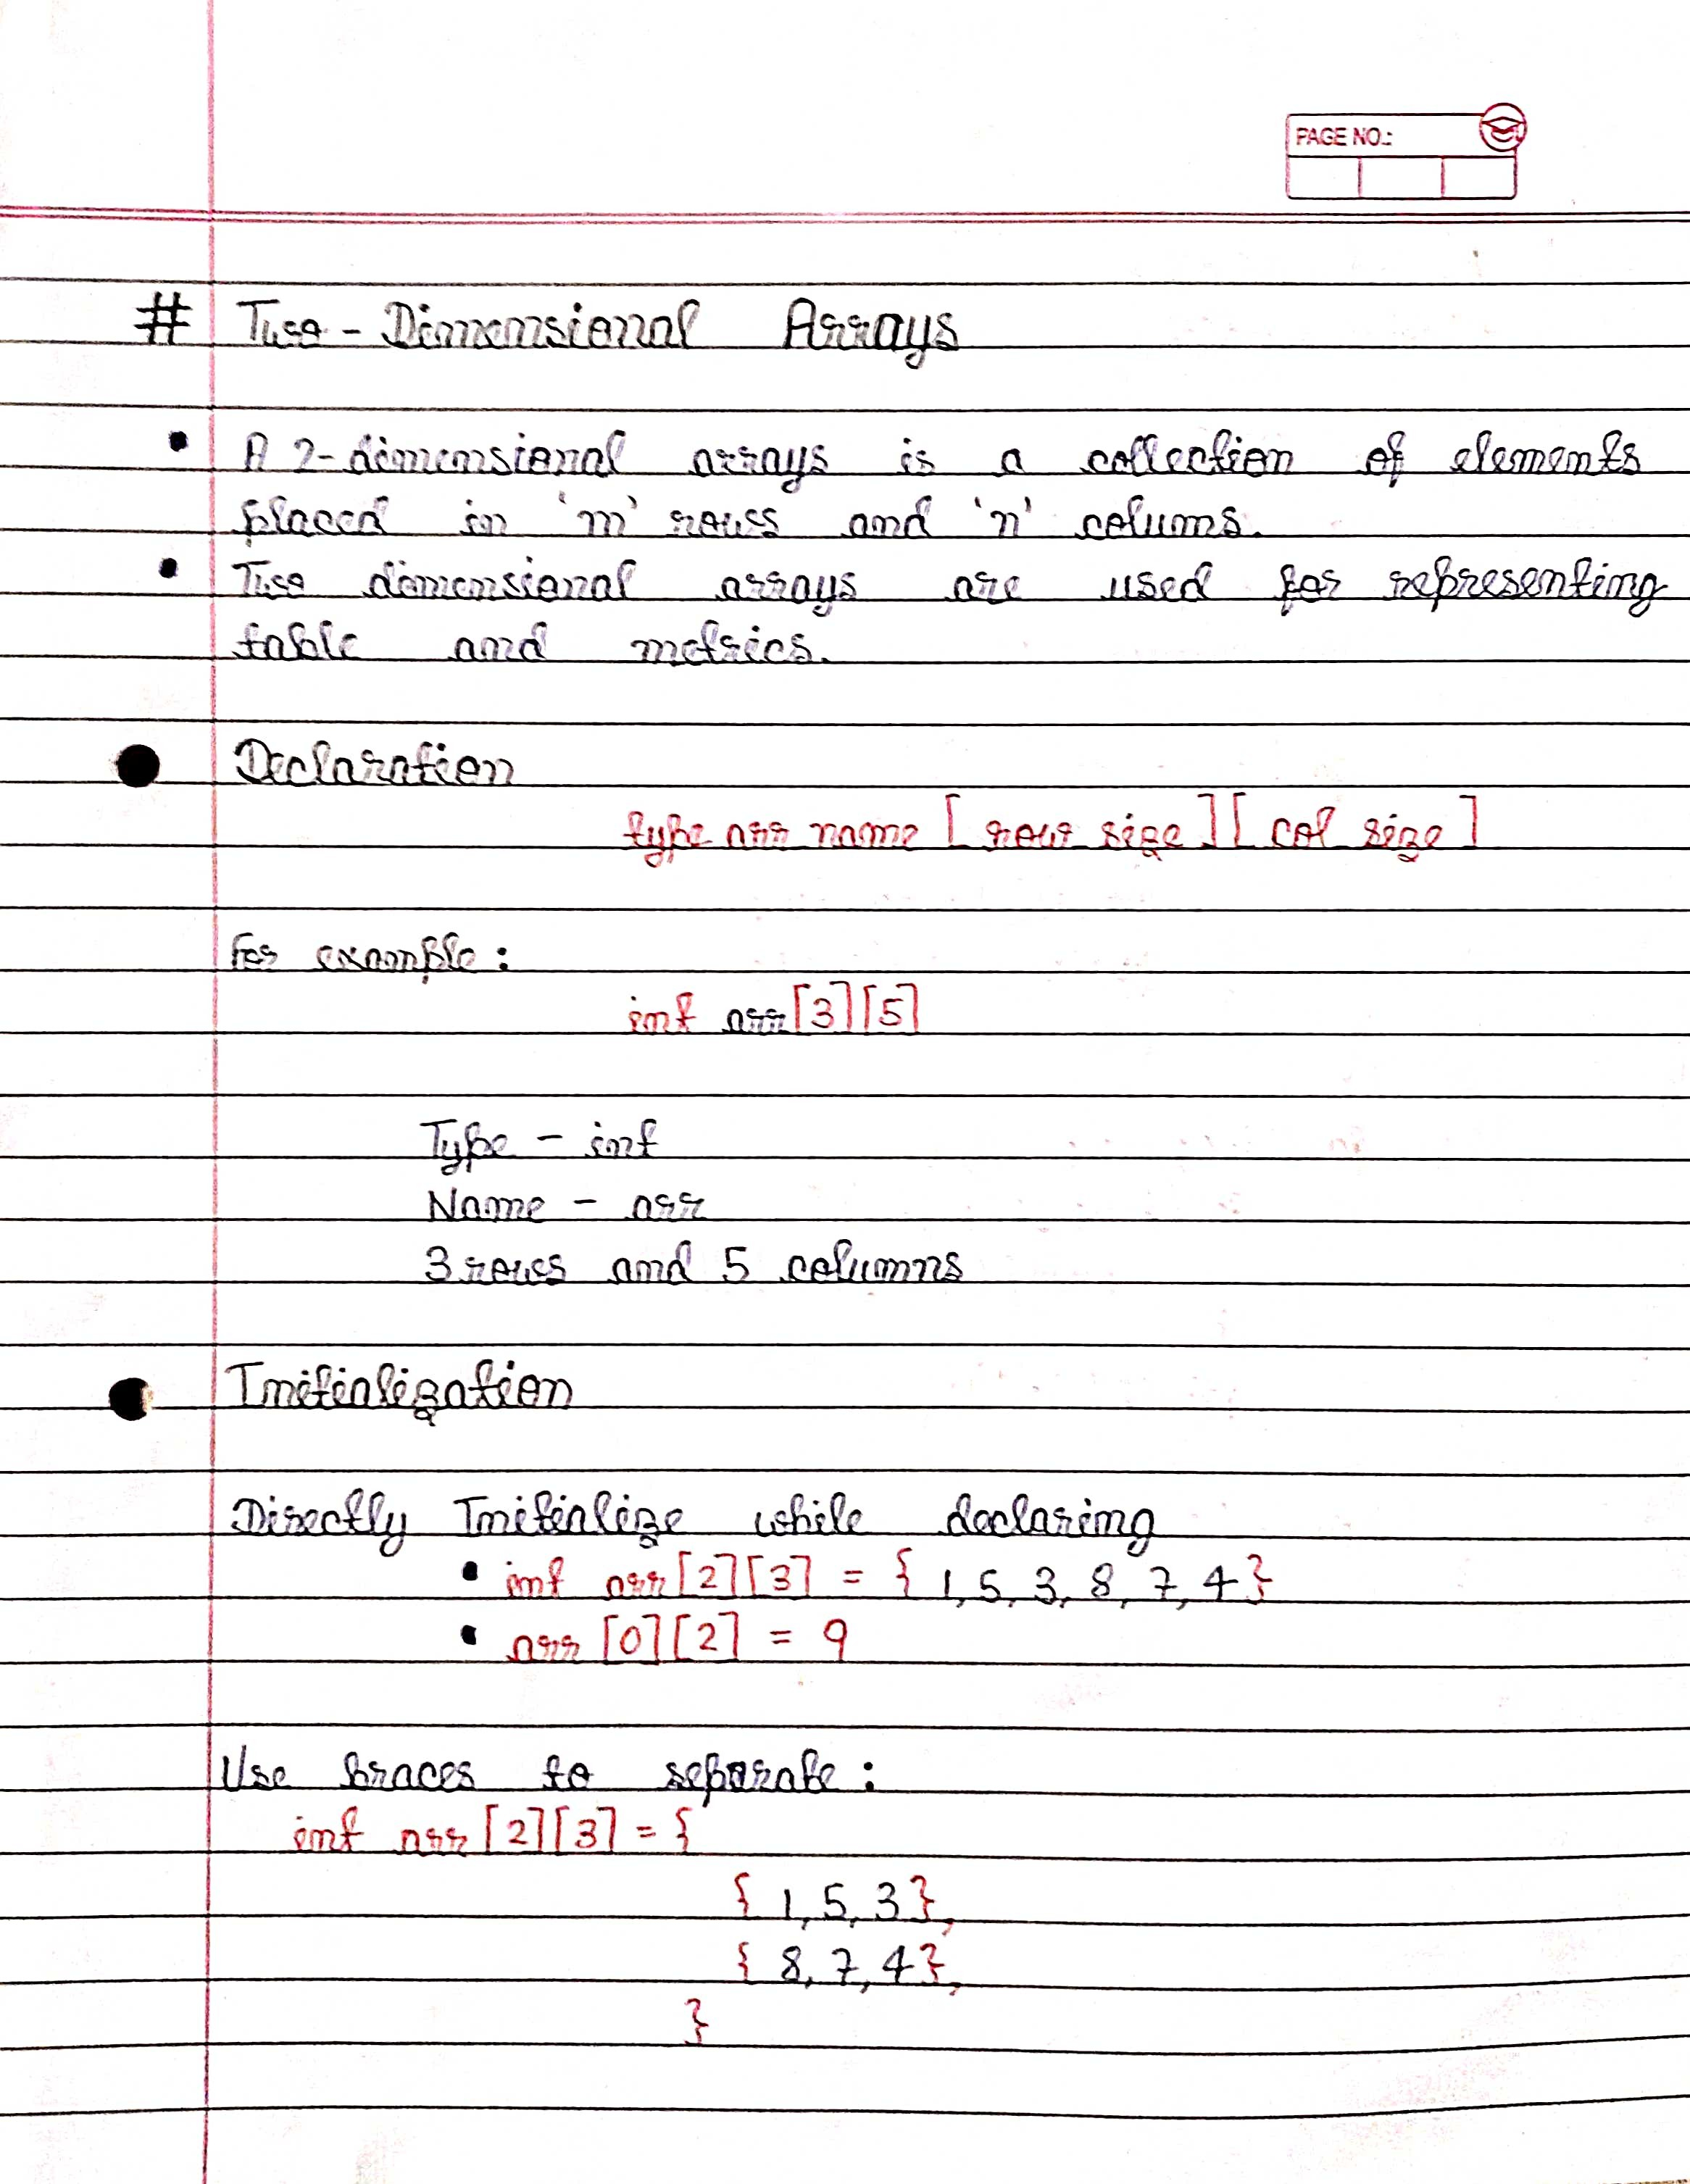 PAGE NO.:
# Two - Dimensional Arrays
• A 2-dimensional arrays is a collection of elements
placed in 'm' rows and 'n' colums.
• Two dimensional arrays are used for representing
table and metrics.
● Declaration
type arr name [ row size ] [ col size ]
For example :
int arr [3] [5]
Type - int
Name - arr
3 rows and 5 columns
● Initialization
Directly Initialize while declaring
• int arr [2] [3] = { 1, 5, 3, 8, 7, 4 }
• arr [0] [2] = 9
Use braces to separate :
int arr [2] [3] = {
{ 1, 5, 3 },
{ 8, 7, 4 },
}